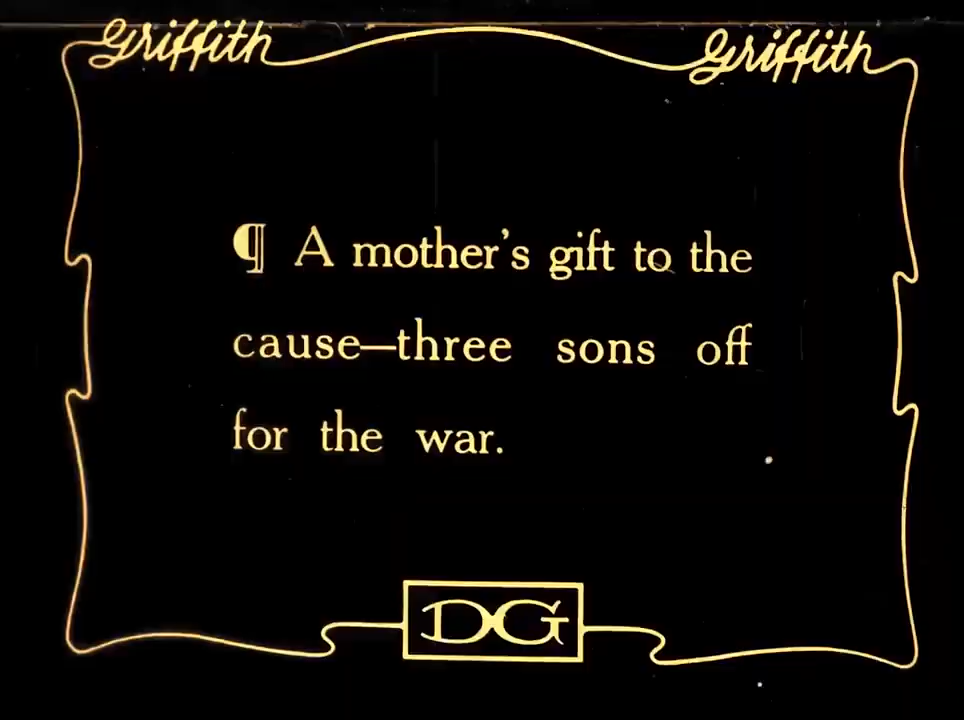 Griffith Griffith
¶ A mother's gift to the
cause—three sons off
for the war.
DG